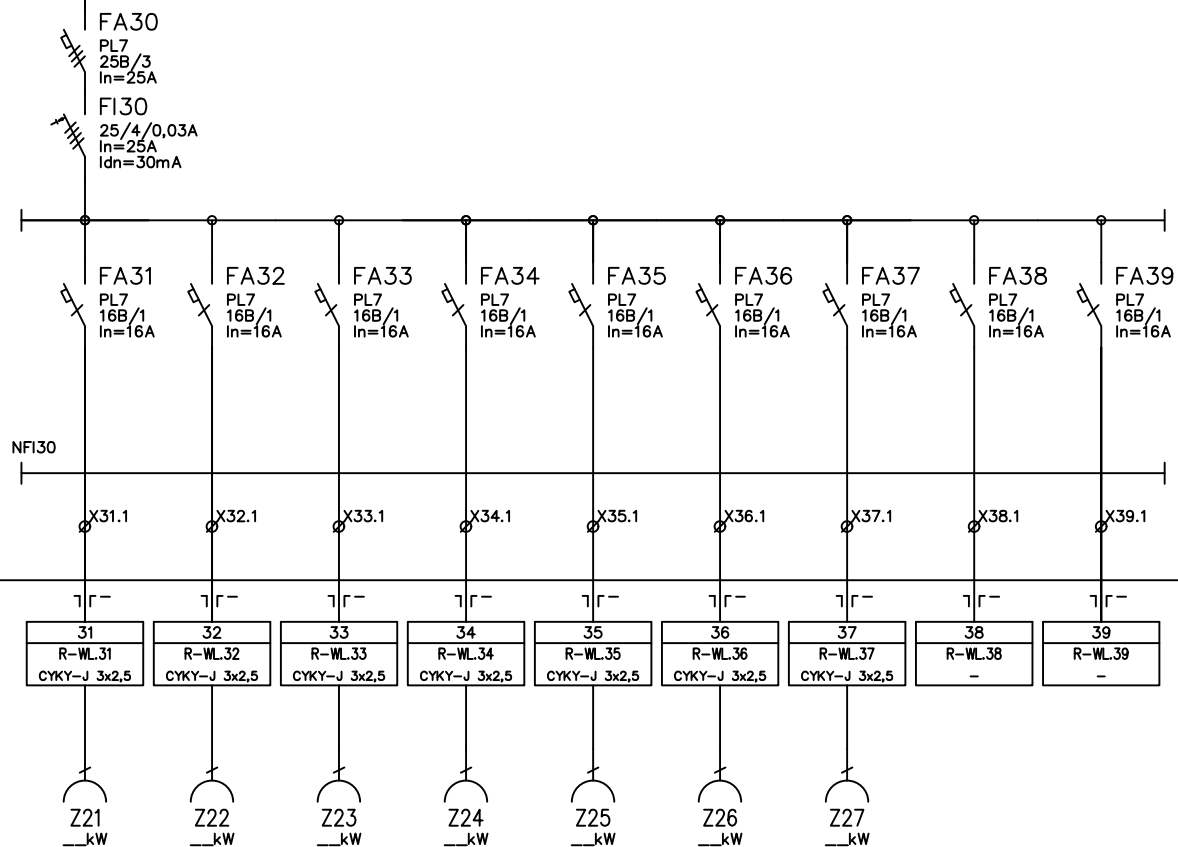 FA30
PL7
25B/3
In=25A
FI30
25/4/0,03A
In=25A
Idn=30mA
FA31 FA32 FA33 FA34 FA35 FA36 FA37 FA38 FA39
PL7 PL7 PL7 PL7 PL7 PL7 PL7 PL7 PL7
16B/1 16B/1 16B/1 16B/1 16B/1 16B/1 16B/1 16B/1 16B/1
In=16A In=16A In=16A In=16A In=16A In=16A In=16A In=16A In=16A
NFI30
X31.1 X32.1 X33.1 X34.1 X35.1 X36.1 X37.1 X38.1 X39.1
31 32 33 34 35 36 37 38 39
R-WL.31 R-WL.32 R-WL.33 R-WL.34 R-WL.35 R-WL.36 R-WL.37 R-WL.38 R-WL.39
CYKY-J 3x2,5 CYKY-J 3x2,5 CYKY-J 3x2,5 CYKY-J 3x2,5 CYKY-J 3x2,5 CYKY-J 3x2,5 CYKY-J 3x2,5 - -
Z21 Z22 Z23 Z24 Z25 Z26 Z27
__kW __kW __kW __kW __kW __kW __kW